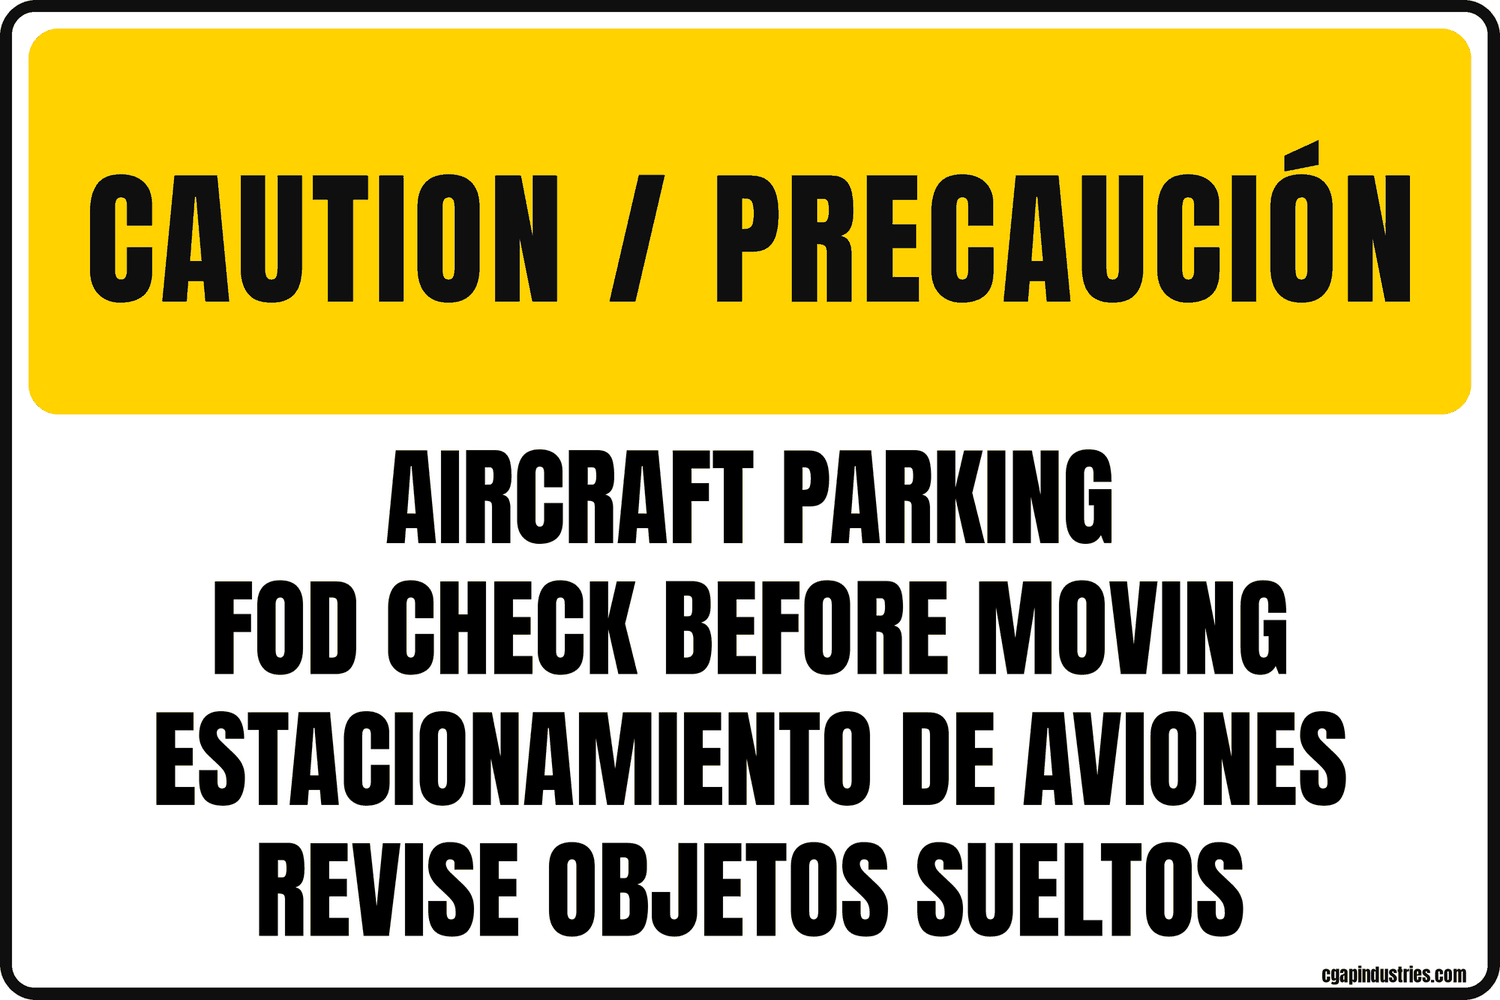 CAUTION / PRECAUCIÓN
AIRCRAFT PARKING
FOD CHECK BEFORE MOVING
ESTACIONAMIENTO DE AVIONES
REVISE OBJETOS SUELTOS
cgapindustries.com